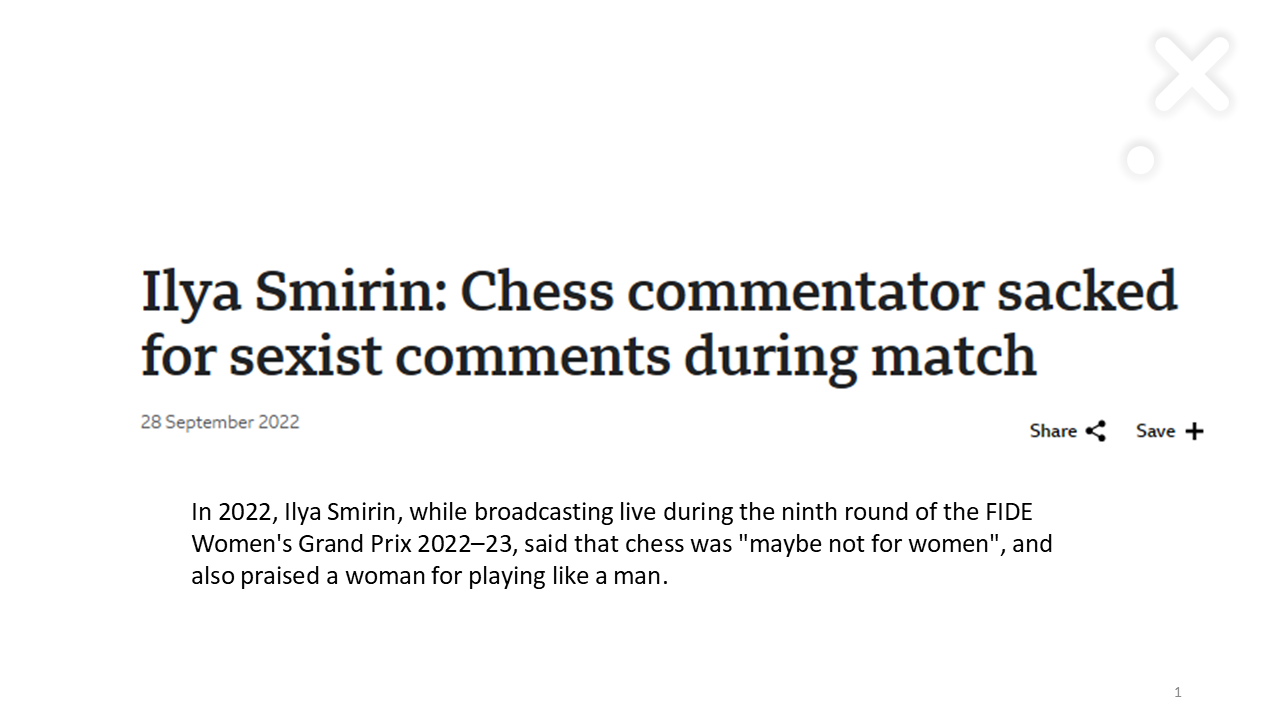 Ilya Smirin: Chess commentator sacked
for sexist comments during match
28 September 2022
Share
Save
In 2022, Ilya Smirin, while broadcasting live during the ninth round of the FIDE
Women's Grand Prix 2022–23, said that chess was "maybe not for women", and
also praised a woman for playing like a man.
1